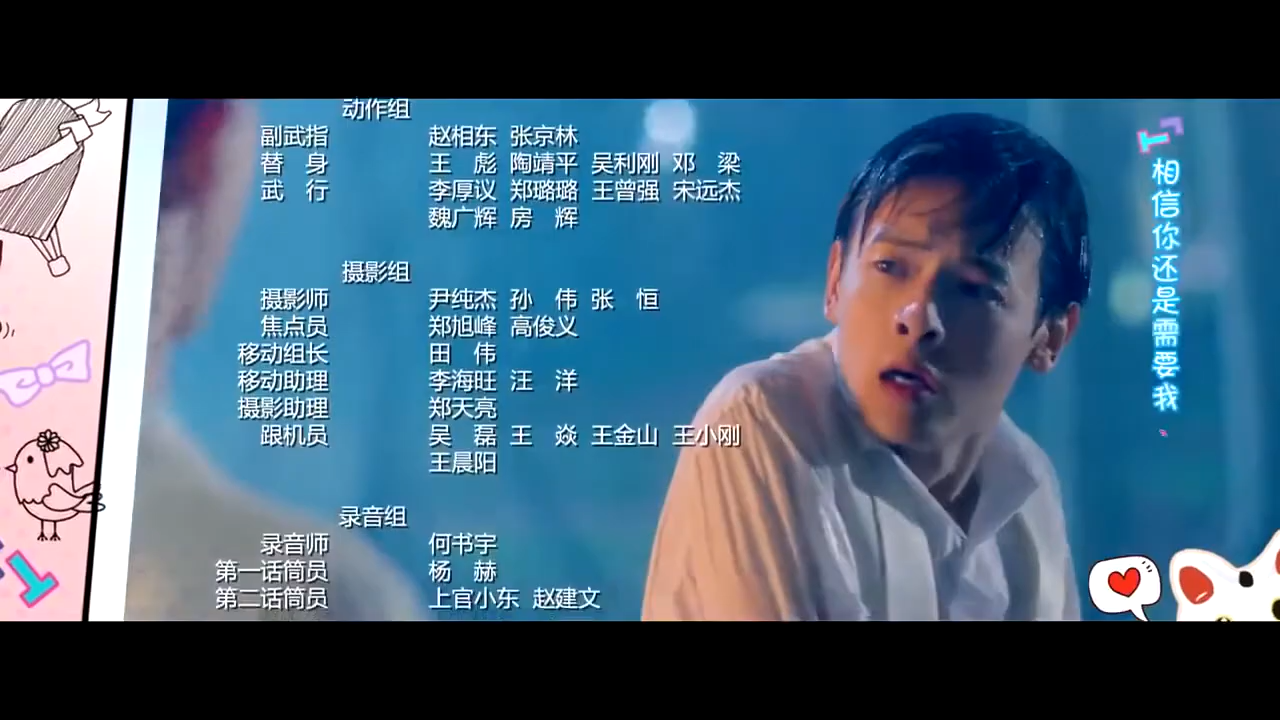 动作组
副武指 赵相东 张京林
替 身 王 彪 陶靖平 吴利刚 邓 梁
武 行 李厚议 郑璐璐 王曾强 宋远杰
魏广辉 房 辉
摄影组
摄影师 尹纯杰 孙 伟 张 恒
焦点员 郑旭峰 高俊义
移动组长 田 伟
移动助理 李海旺 汪 洋
摄影助理 郑天亮
跟机员 吴 磊 王 焱 王金山 王小刚
王晨阳
录音组
录音师 何书宇
第一话筒员 杨 赫
第二话筒员 上官小东 赵建文
相信你还是需要我